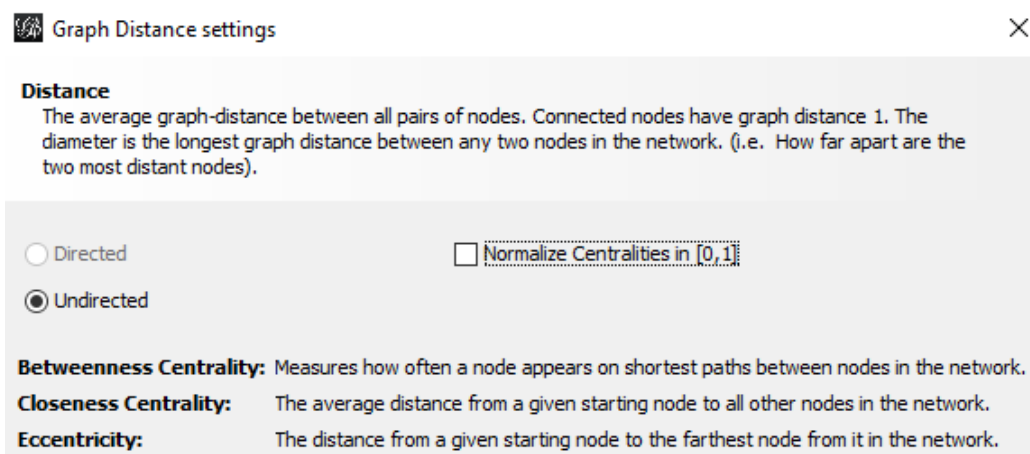 Graph Distance settings
Distance
The average graph-distance between all pairs of nodes. Connected nodes have graph distance 1. The
diameter is the longest graph distance between any two nodes in the network. (i.e. How far apart are the
two most distant nodes).
Directed
Normalize Centralities in [0,1]
Undirected
Betweenness Centrality: Measures how often a node appears on shortest paths between nodes in the network.
Closeness Centrality: The average distance from a given starting node to all other nodes in the network.
Eccentricity: The distance from a given starting node to the farthest node from it in the network.